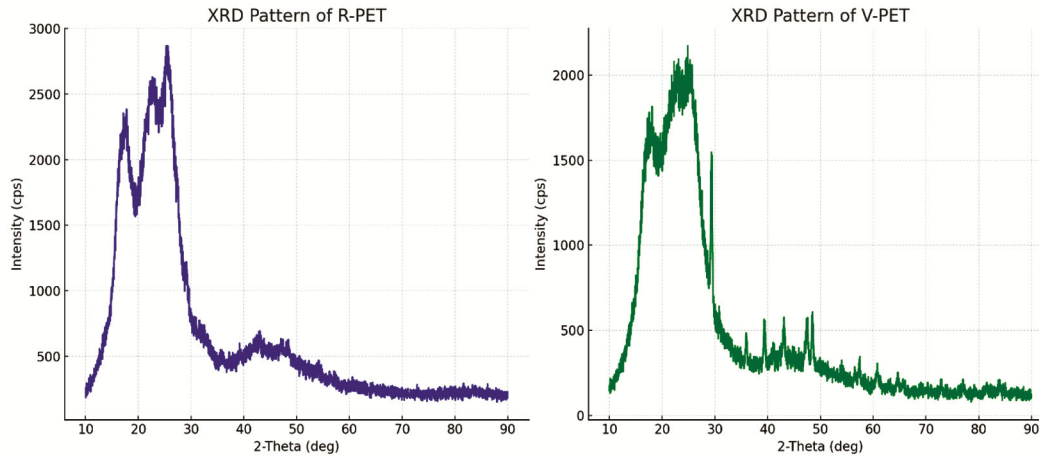 XRD Pattern of R-PET
3000
2500
2000
1500
1000
500
Intensity (cps)
10 20 30 40 50 60 70 80 90
2-Theta (deg)
XRD Pattern of V-PET
2000
1500
1000
500
0
Intensity (cps)
10 20 30 40 50 60 70 80 90
2-Theta (deg)